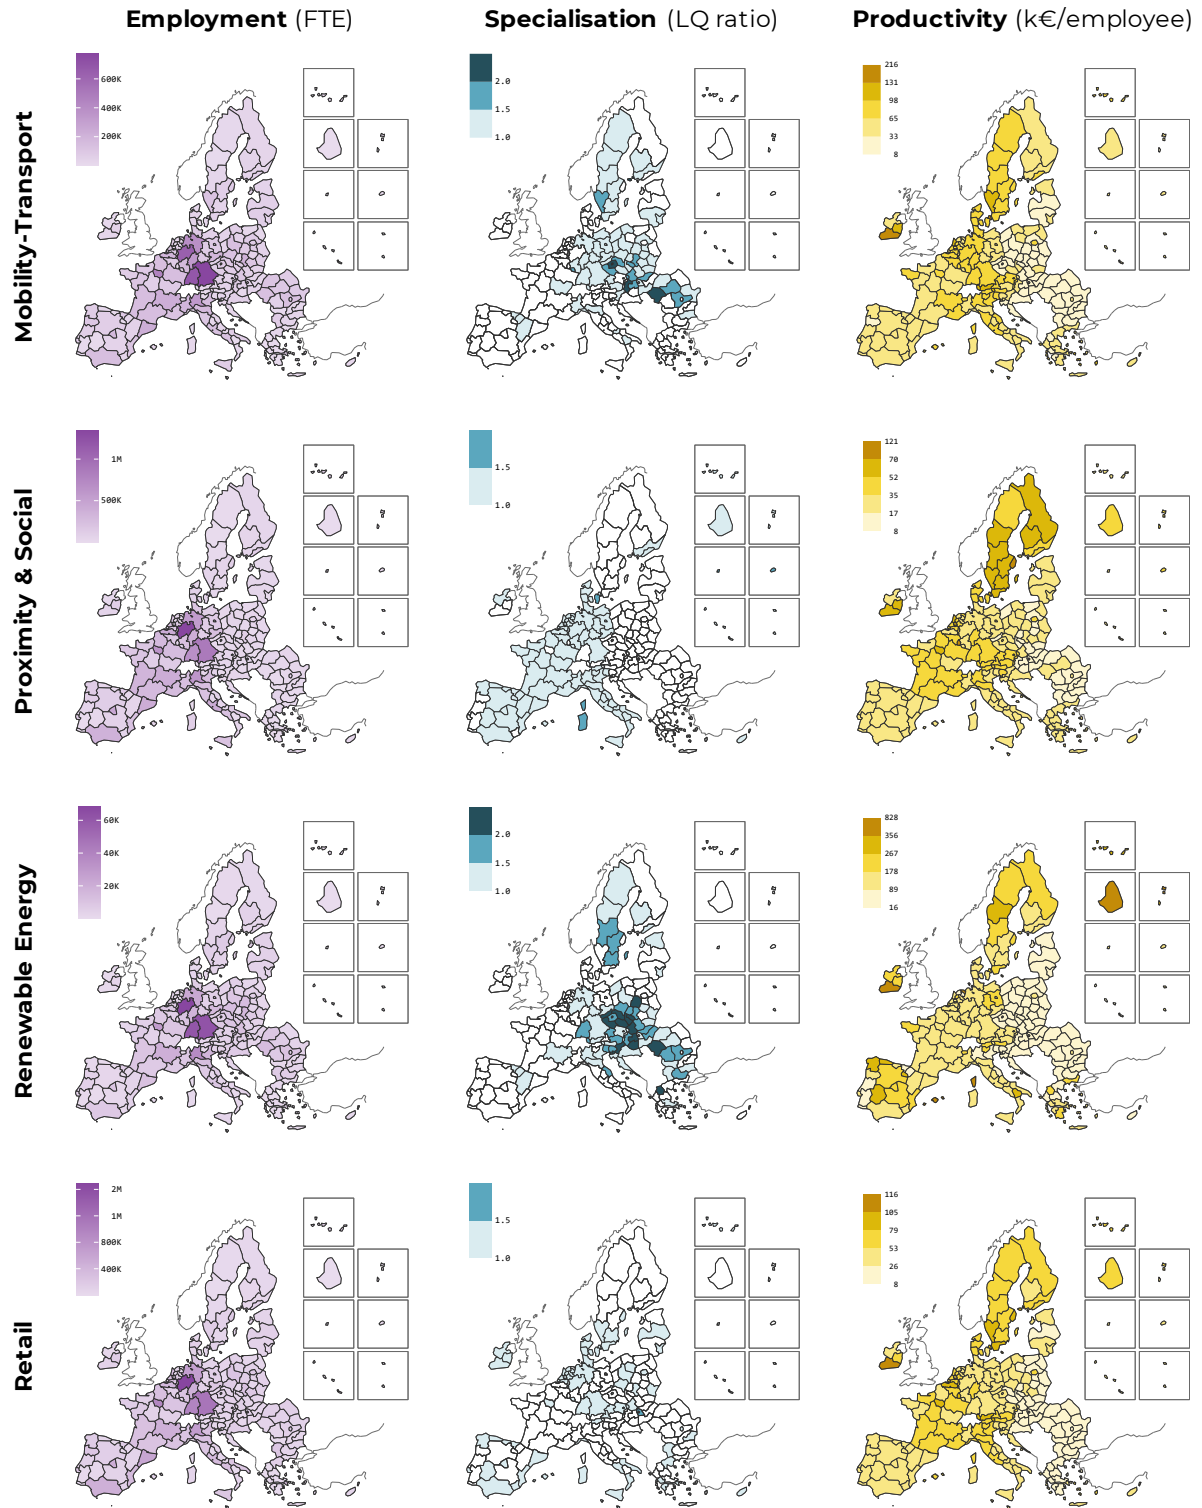 Employment (FTE)
Specialisation (LQ ratio)
Productivity (k€/employee)
Mobility-Transport
600K
400K
200K
2.0
1.5
1.0
216
131
98
65
33
8
Proximity & Social
1M
500K
1.5
1.0
121
70
52
35
17
8
Renewable Energy
60K
40K
20K
2.0
1.5
1.0
828
356
267
178
89
16
Retail
2M
1M
800K
400K
1.5
1.0
116
105
79
53
26
8